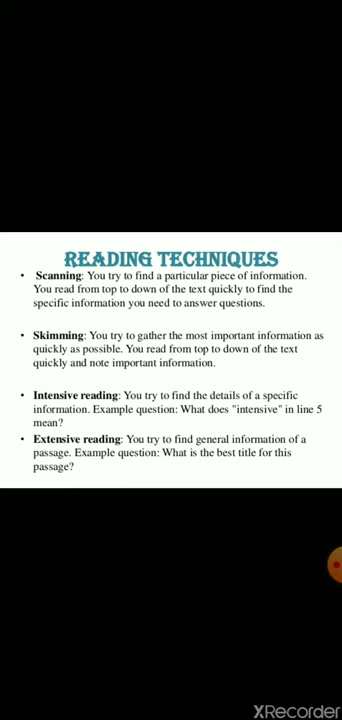 READING TECHNIQUES
• Scanning: You try to find a particular piece of information.
You read from top to down of the text quickly to find the
specific information you need to answer questions.
• Skimming: You try to gather the most important information as
quickly as possible. You read from top to down of the text
quickly and note important information.
• Intensive reading: You try to find the details of a specific
information. Example question: What does "intensive" in line 5
mean?
• Extensive reading: You try to find general information of a
passage. Example question: What is the best title for this
passage?
XRecorder